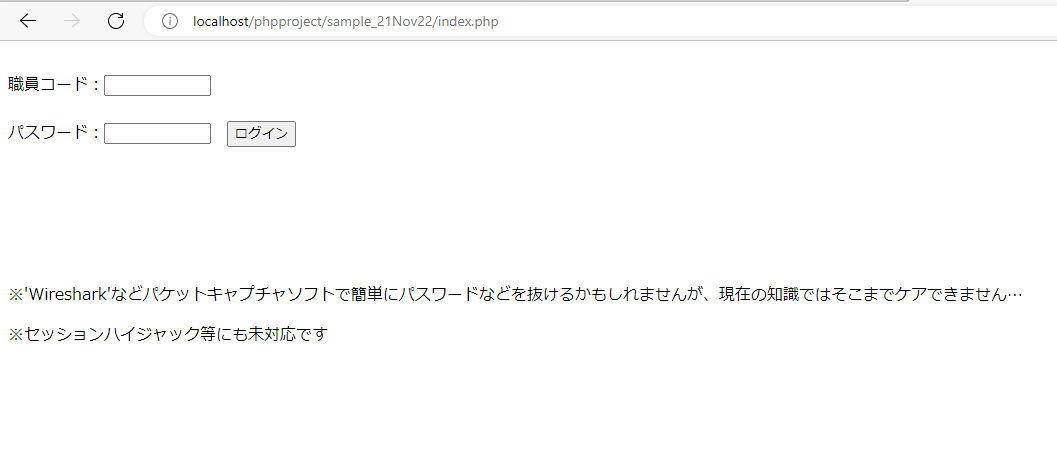 localhost/phpproject/sample_21Nov22/index.php
職員コード：
パスワード： ログイン
※'Wireshark'などパケットキャプチャソフトで簡単にパスワードなどを抜けるかもしれませんが、現在の知識ではそこまでケアできません…
※セッションハイジャック等にも未対応です